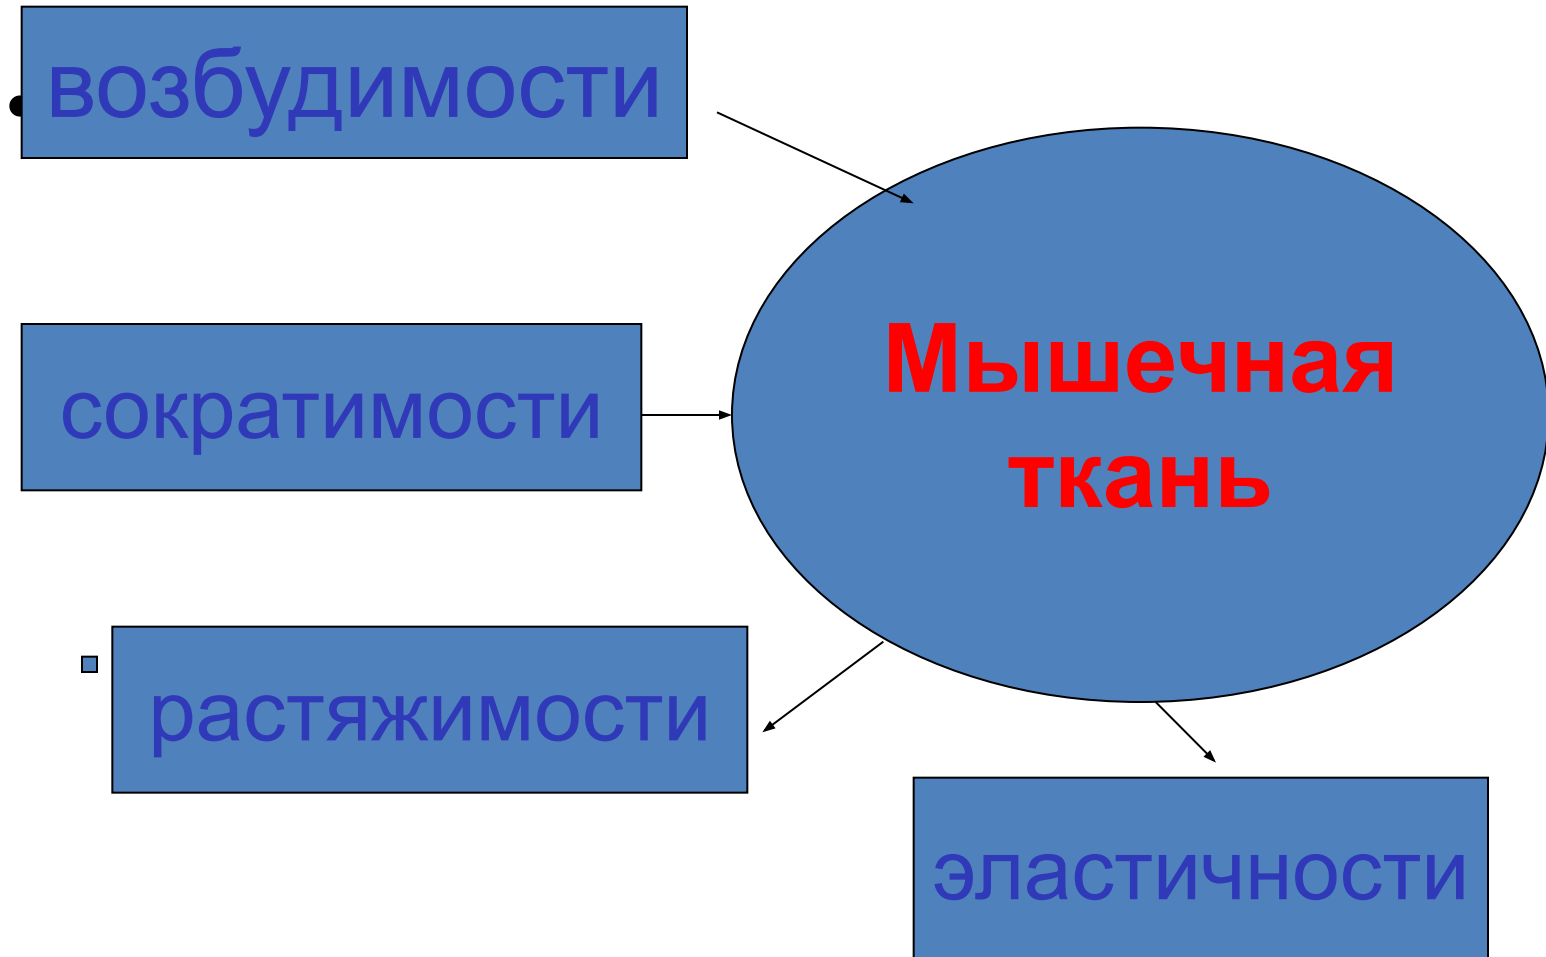 возбудимости
сократимости
Мышечная
ткань
растяжимости
эластичности